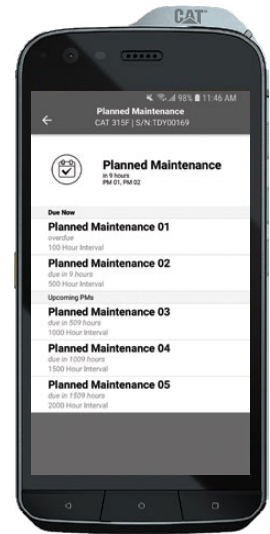 CAT
98% 11:46 AM
Planned Maintenance
CAT 315F | S/N:TDY00169
Planned Maintenance
in 9 hours
PM 01, PM 02
Due Now
Planned Maintenance 01
overdue
100 Hour Interval
Planned Maintenance 02
due in 9 hours
500 Hour Interval
Upcoming PMs
Planned Maintenance 03
due in 509 hours
1000 Hour Interval
Planned Maintenance 04
due in 1009 hours
1500 Hour Interval
Planned Maintenance 05
due in 1509 hours
2000 Hour Interval